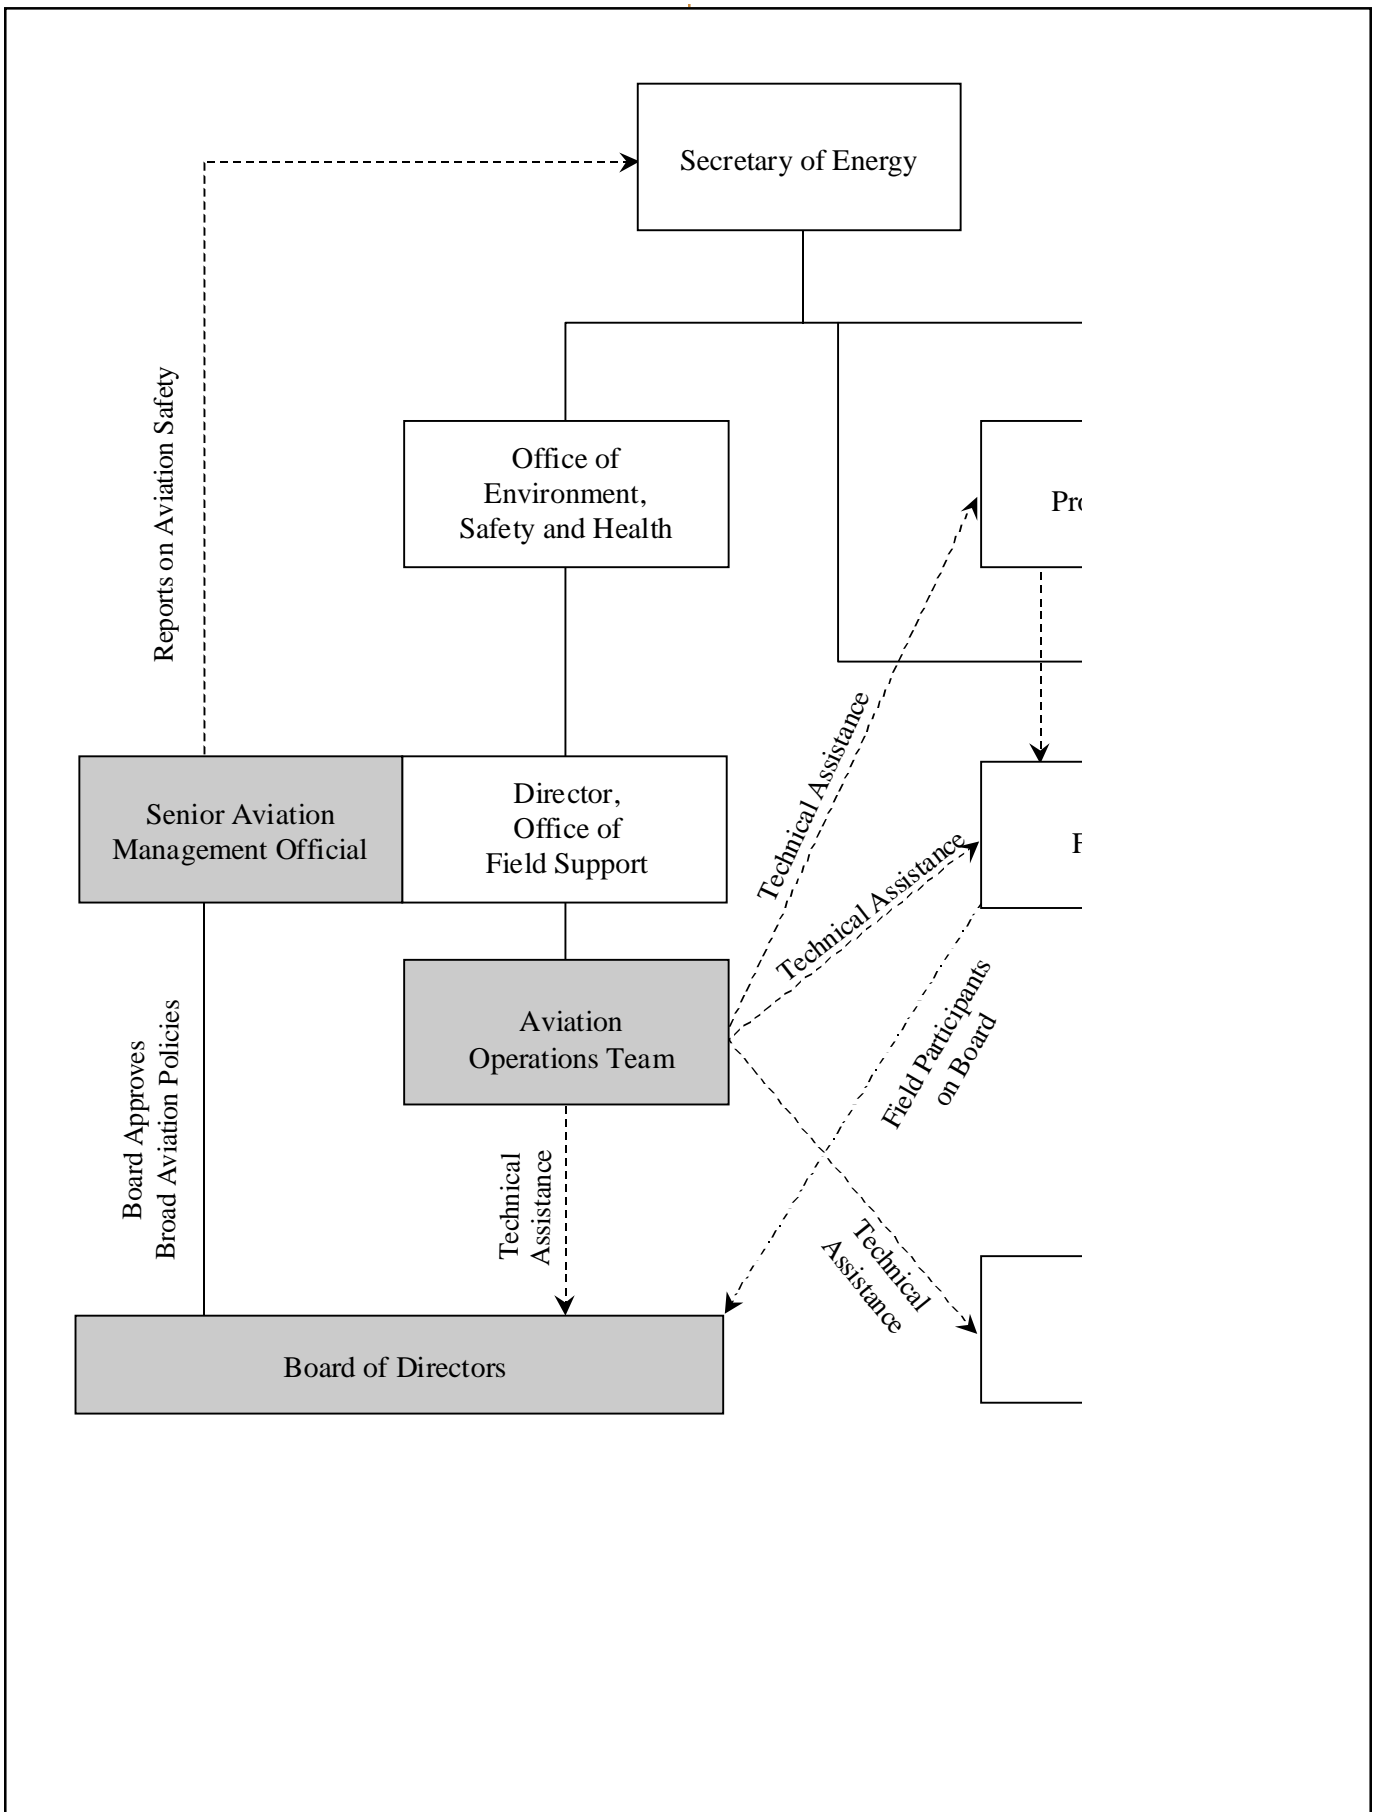 Secretary of Energy
Reports on Aviation Safety
Office of
Environment,
Safety and Health
Pro
Senior Aviation
Management Official
Director,
Office of
Field Support
Technical Assistance
Technical Assistance
F
Aviation
Operations Team
Field Participants
on Board
Board Approves
Broad Aviation Policies
Technical
Assistance
Technical
Assistance
Board of Directors